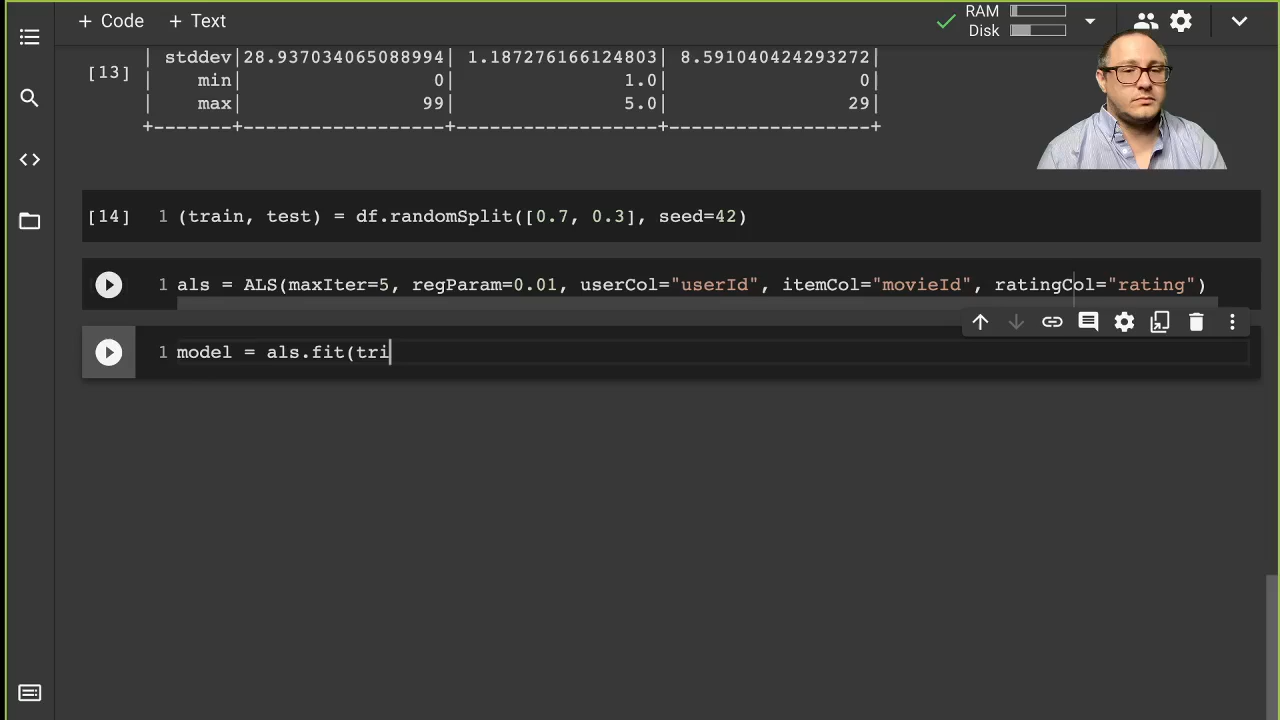 + Code + Text
RAM
Disk
[13]
| stddev|28.937034065088994| 1.187276166124803| 8.591040424293272|
| min| 0| 1.0| 0|
| max| 99| 5.0| 29|
+-------+------------------+------------------+------------------+
[14] 1 (train, test) = df.randomSplit([0.7, 0.3], seed=42)
1 als = ALS(maxIter=5, regParam=0.01, userCol="userId", itemCol="movieId", ratingCol="rating")
1 model = als.fit(tri